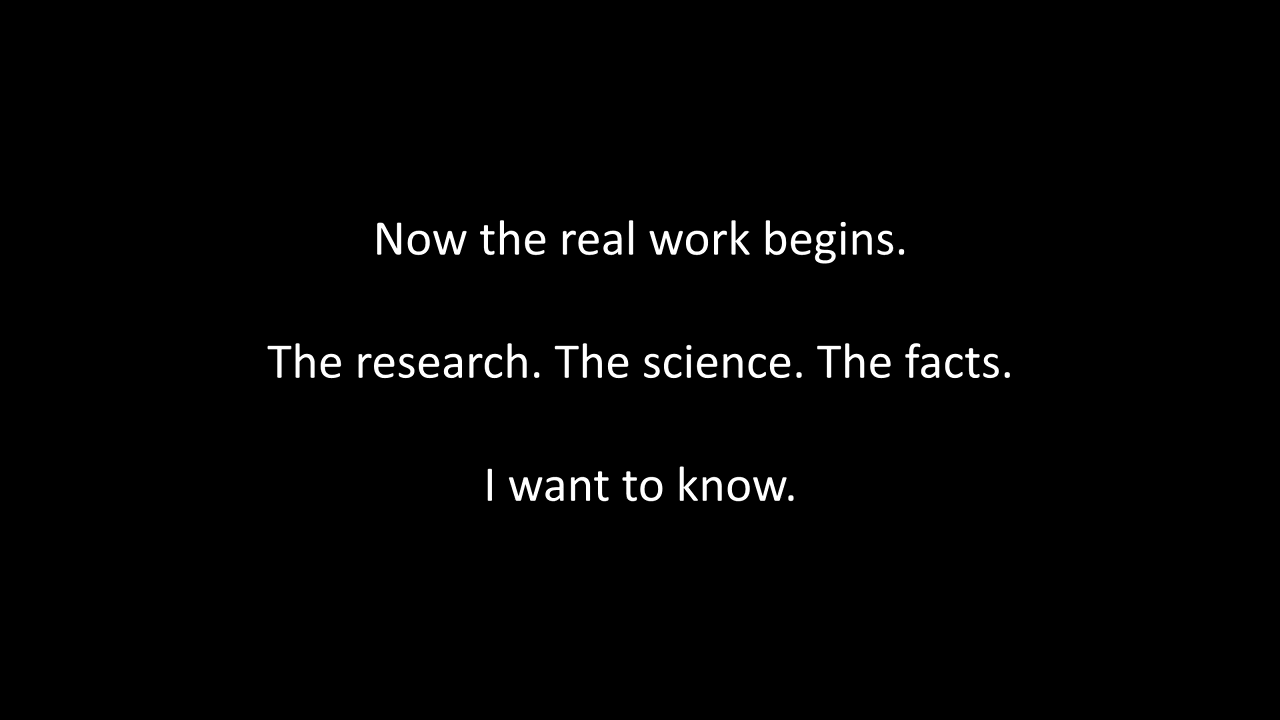 Now the real work begins.
The research. The science. The facts.
I want to know.